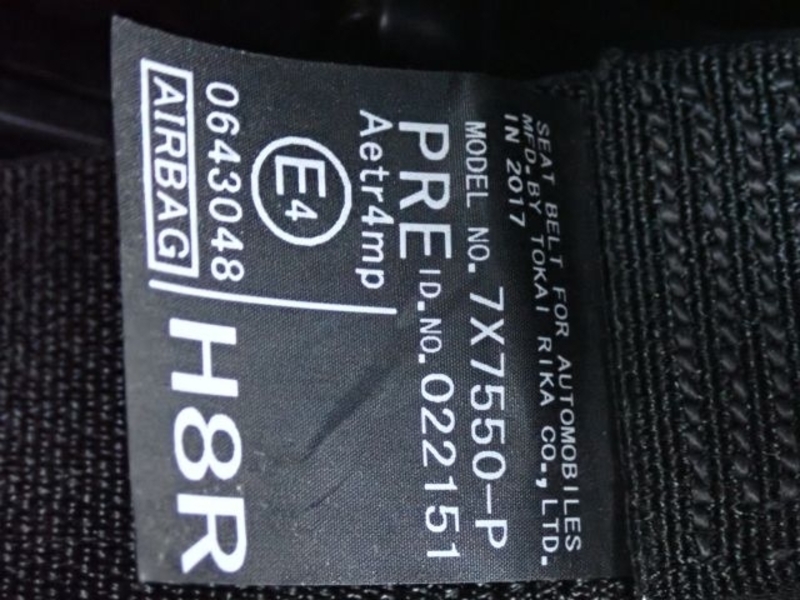 SEAT BELT FOR AUTOMOBILES
MFD. BY TOKAI RIKA CO., LTD.
IN 2017
MODEL NO. 7X7550-P
PRE ID. NO. 022151
Aetr4mp
E4
0643048
AIRBAG
H8R